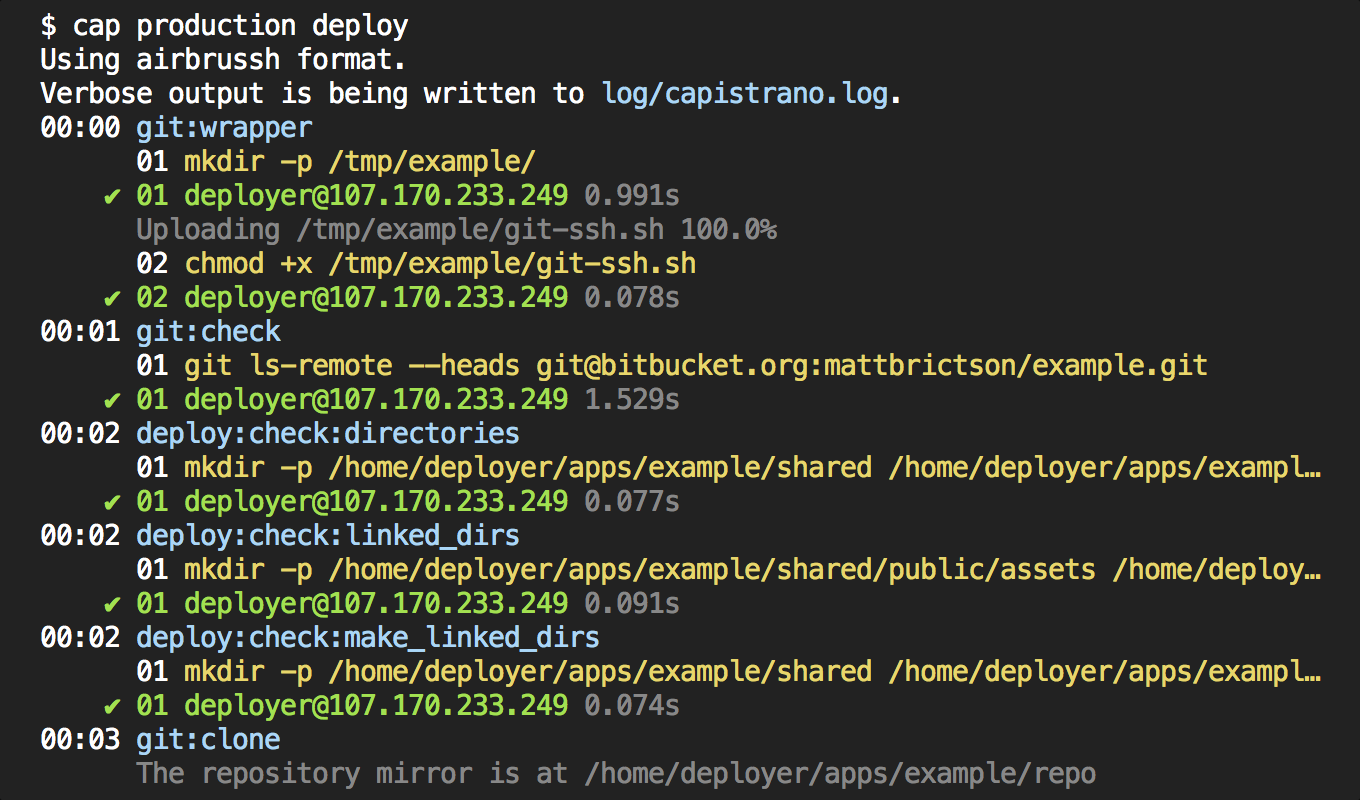 $ cap production deploy
Using airbrussh format.
Verbose output is being written to log/capistrano.log.
00:00 git:wrapper
01 mkdir -p /tmp/example/
✔ 01 deployer@107.170.233.249 0.991s
Uploading /tmp/example/git-ssh.sh 100.0%
02 chmod +x /tmp/example/git-ssh.sh
✔ 02 deployer@107.170.233.249 0.078s
00:01 git:check
01 git ls-remote --heads git@bitbucket.org:mattbrictson/example.git
✔ 01 deployer@107.170.233.249 1.529s
00:02 deploy:check:directories
01 mkdir -p /home/deployer/apps/example/shared /home/deployer/apps/exampl…
✔ 01 deployer@107.170.233.249 0.077s
00:02 deploy:check:linked_dirs
01 mkdir -p /home/deployer/apps/example/shared/public/assets /home/deploy…
✔ 01 deployer@107.170.233.249 0.091s
00:02 deploy:check:make_linked_dirs
01 mkdir -p /home/deployer/apps/example/shared /home/deployer/apps/exampl…
✔ 01 deployer@107.170.233.249 0.074s
00:03 git:clone
The repository mirror is at /home/deployer/apps/example/repo